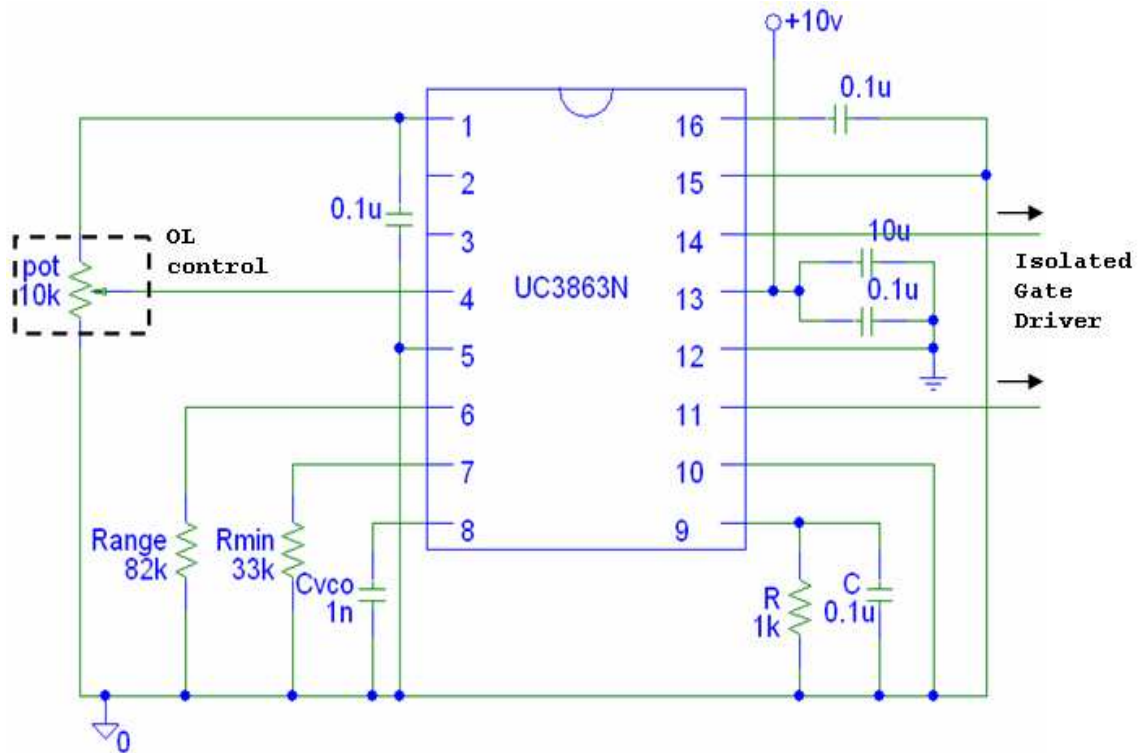 +10v
0.1u
1
16
2
15
0.1u
3
14
10u
OL
control
pot
10k
4
UC3863N
13
0.1u
Isolated
Gate
Driver
5
12
6
11
7
10
8
9
Range
82k
Rmin
33k
Cvco
1n
R
1k
C
0.1u
0